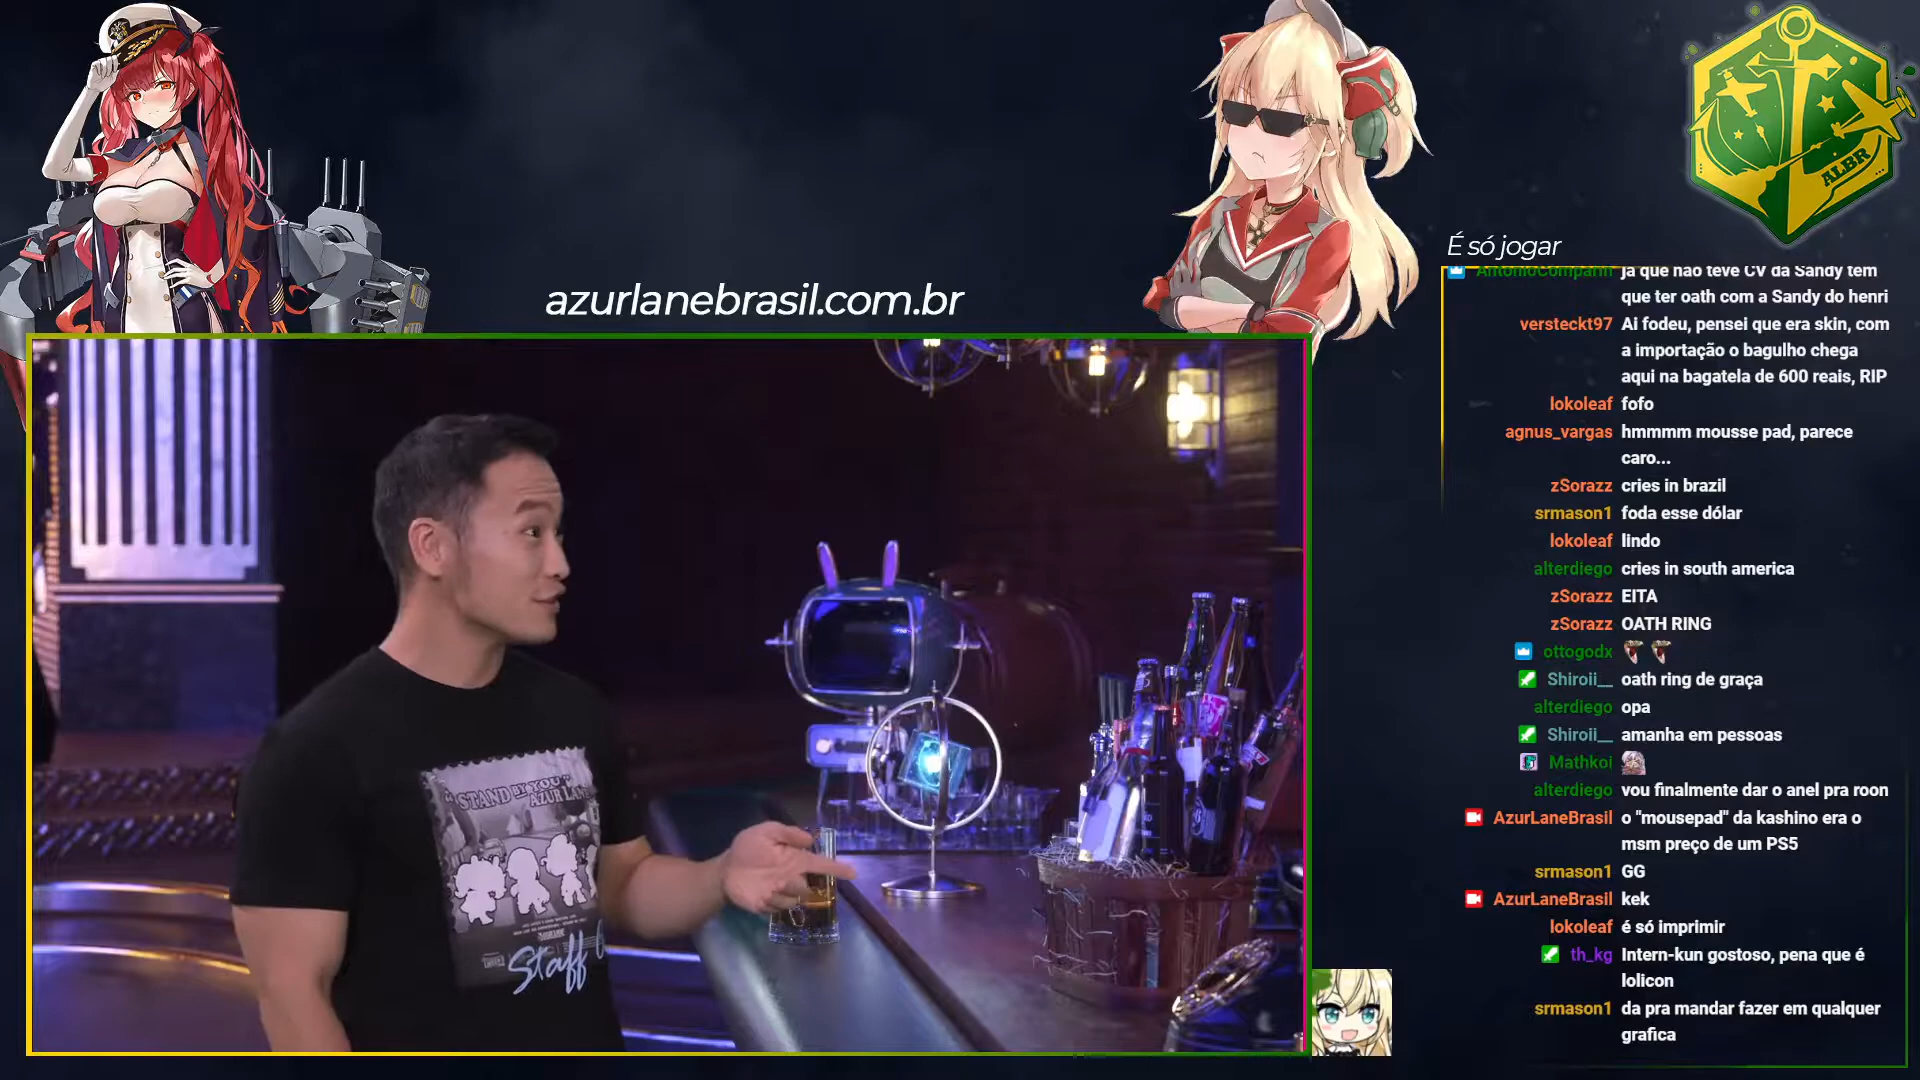 ALBR
É só jogar
azurlanebrasil.com.br
AntonioCompann já que não teve CV da Sandy tem
que ter oath com a Sandy do henri
versteckt97 Ai fodeu, pensei que era skin, com
a importação o bagulho chega
aqui na bagatela de 600 reais, RIP
lokoleaf fofo
agnus_vargas hmmmm mousse pad, parece
caro...
zSorazz cries in brazil
srmason1 foda esse dólar
lokoleaf lindo
alterdiego cries in south america
zSorazz EITA
zSorazz OATH RING
ottogodx
Shiroii__ oath ring de graça
alterdiego opa
Shiroii__ amanha em pessoas
Mathkoi
alterdiego vou finalmente dar o anel pra roon
AzurLaneBrasil o "mousepad" da kashino era o
msm preço de um PS5
srmason1 GG
AzurLaneBrasil kek
lokoleaf é só imprimir
th_kg Intern-kun gostoso, pena que é
lolicon
srmason1 da pra mandar fazer em qualquer
grafica
"STAND BY YOU"
AZUR LANE
Staff